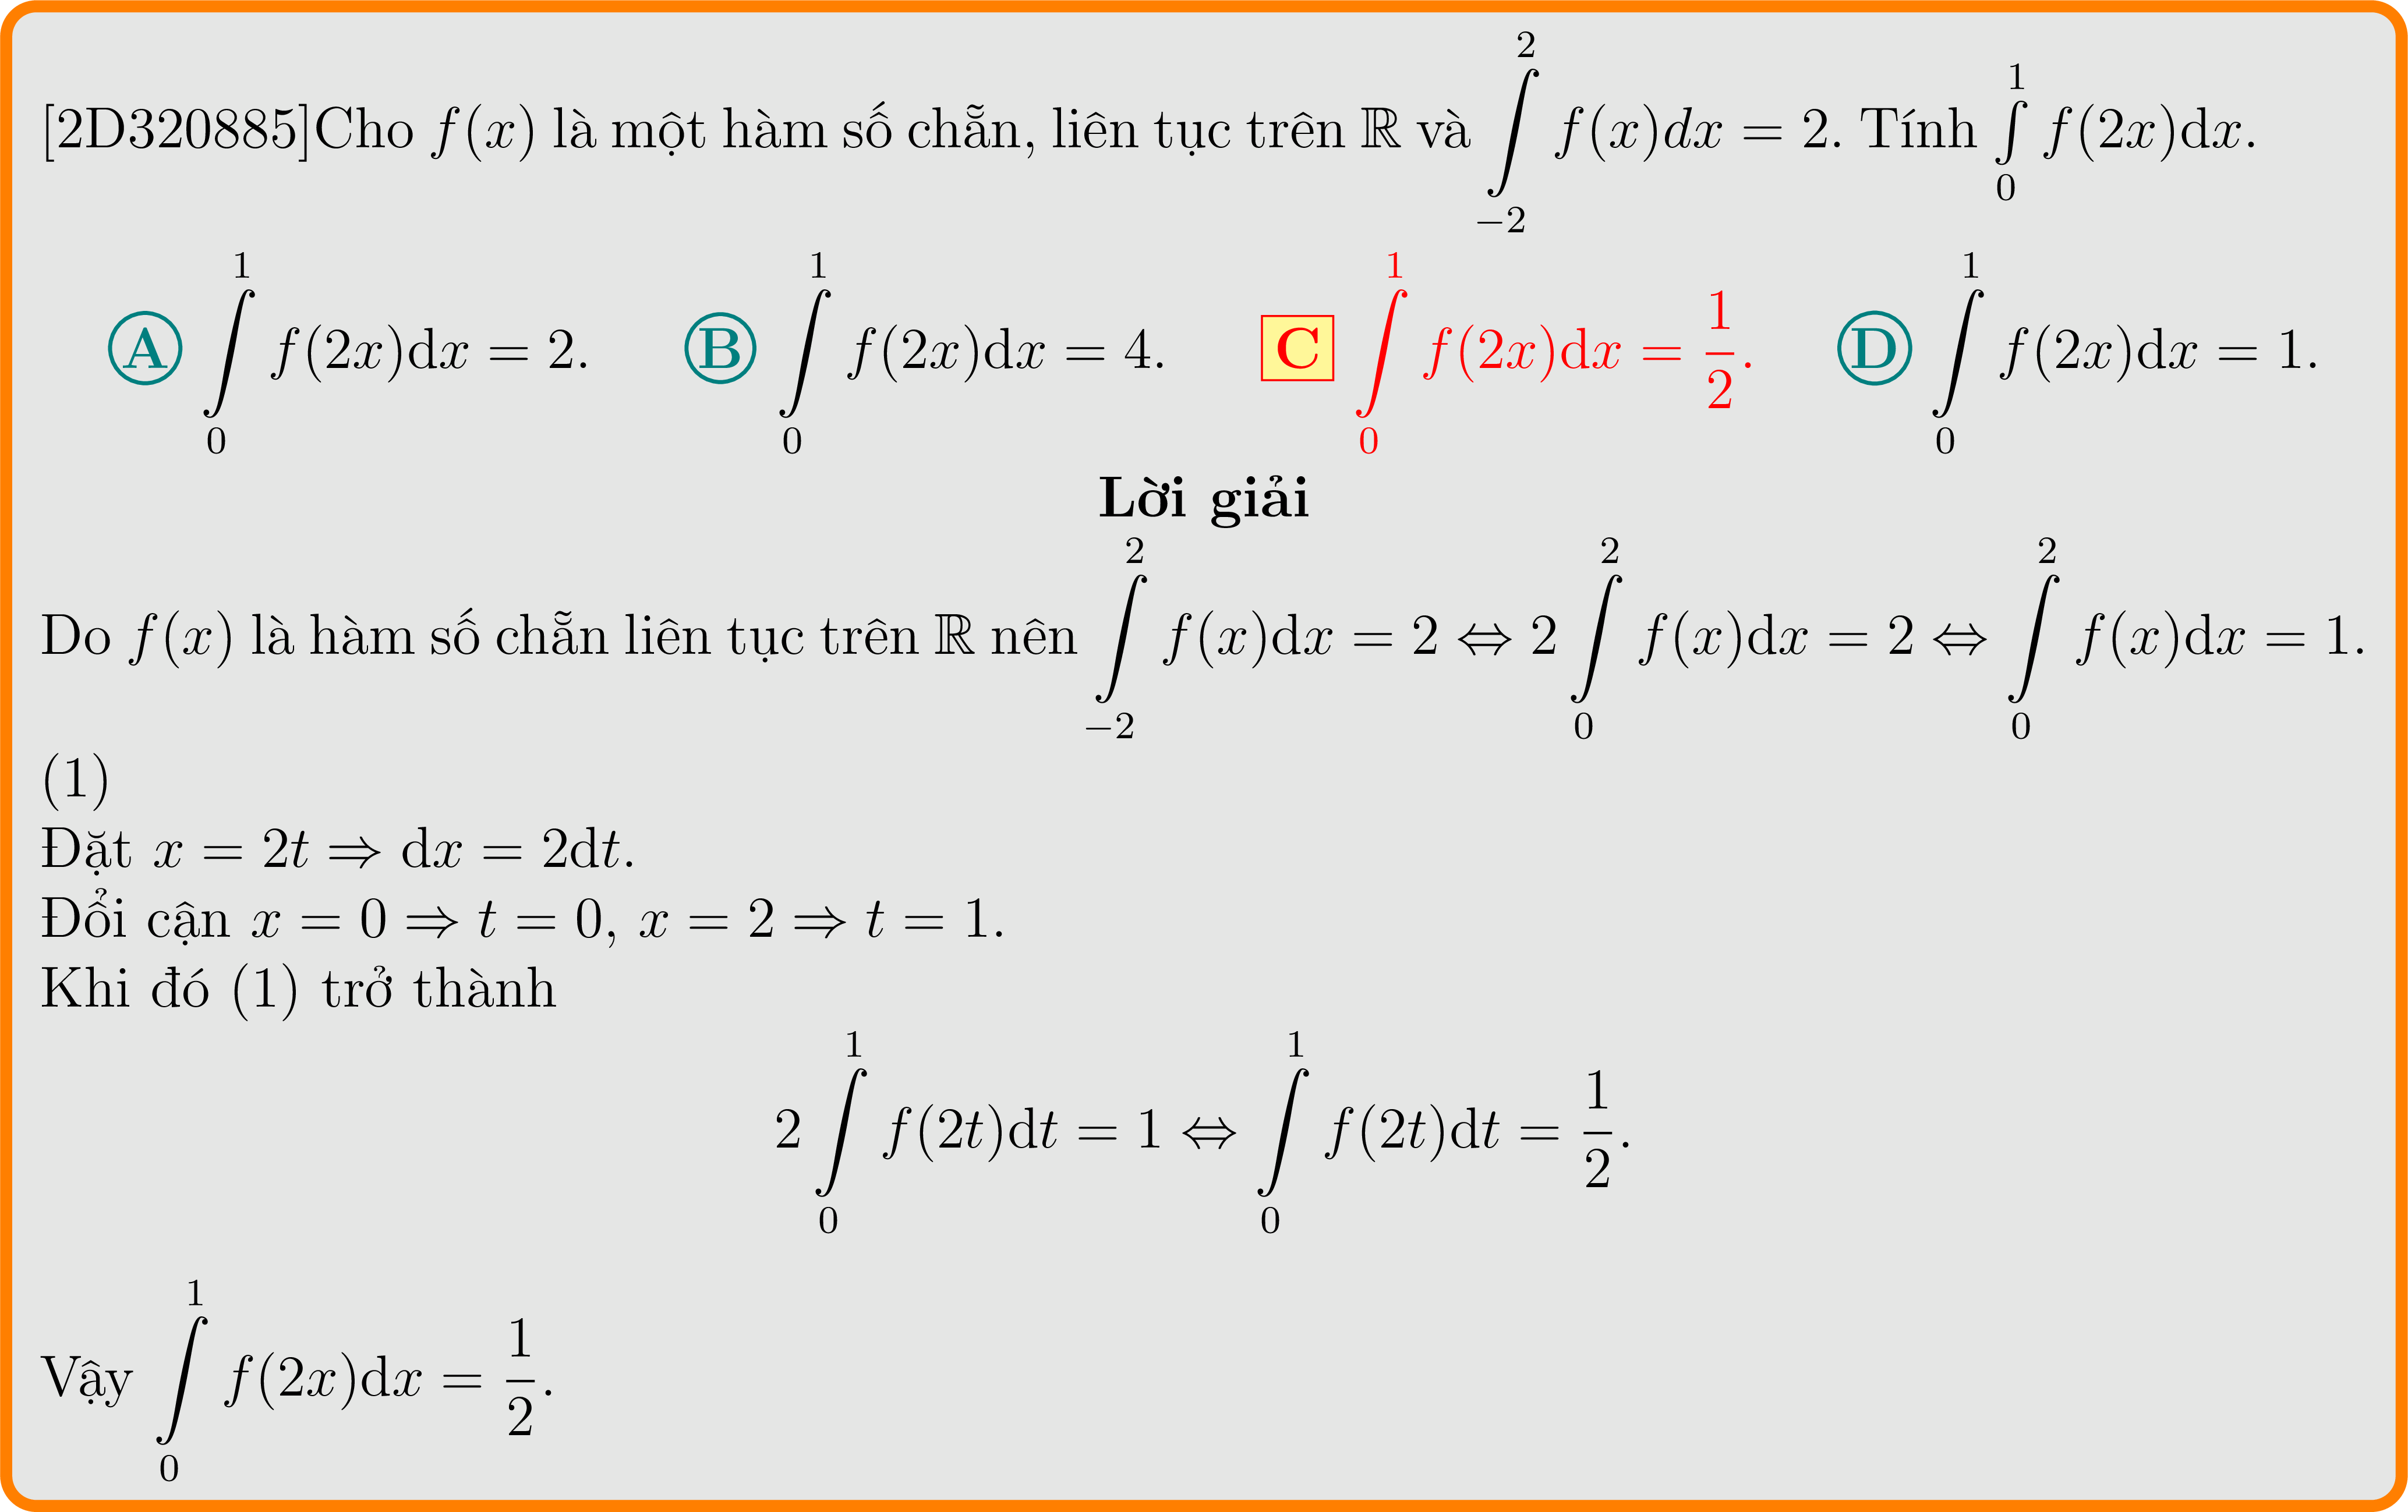 [2D320885]Cho $f(x)$ là một hàm số chẵn, liên tục trên $\mathbb{R}$ và $\int\limits_{-2}^{2} f(x)dx = 2$. Tính $\int\limits_{0}^{1} f(2x)\mathrm{d}x$.
A $\int\limits_{0}^{1} f(2x)\mathrm{d}x = 2$. B $\int\limits_{0}^{1} f(2x)\mathrm{d}x = 4$. C $\int\limits_{0}^{1} f(2x)\mathrm{d}x = \frac{1}{2}$. D $\int\limits_{0}^{1} f(2x)\mathrm{d}x = 1$.
Lời giải
Do $f(x)$ là hàm số chẵn liên tục trên $\mathbb{R}$ nên $\int\limits_{-2}^{2} f(x)\mathrm{d}x = 2 \Leftrightarrow 2\int\limits_{0}^{2} f(x)\mathrm{d}x = 2 \Leftrightarrow \int\limits_{0}^{2} f(x)\mathrm{d}x = 1$.
(1)
Đặt $x = 2t \Rightarrow \mathrm{d}x = 2\mathrm{d}t$.
Đổi cận $x = 0 \Rightarrow t = 0$, $x = 2 \Rightarrow t = 1$.
Khi đó (1) trở thành
$2\int\limits_{0}^{1} f(2t)\mathrm{d}t = 1 \Leftrightarrow \int\limits_{0}^{1} f(2t)\mathrm{d}t = \frac{1}{2}$.
Vậy $\int\limits_{0}^{1} f(2x)\mathrm{d}x = \frac{1}{2}$.